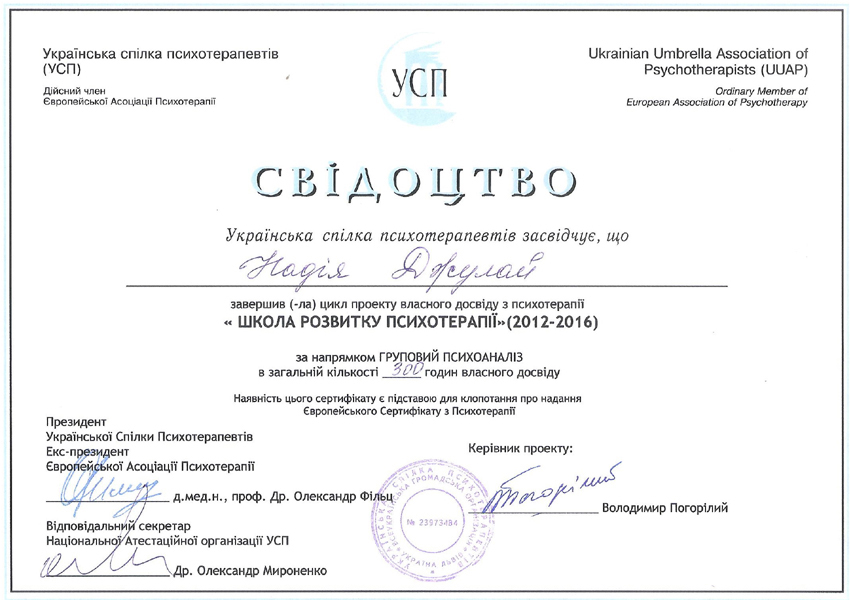 Українська спілка психотерапевтів
(УСП)
Дійсний член
Європейської Асоціації Психотерапії
УСП
Ukrainian Umbrella Association of
Psychotherapists (UUAP)
Ordinary Member of
European Association of Psychotherapy
СВІДОЦТВО
Українська спілка психотерапевтів засвідчує, що
Надія Джулай
завершив (-ла) цикл проекту власного досвіду з психотерапії
« ШКОЛА РОЗВИТКУ ПСИХОТЕРАПІЇ»(2012-2016)
за напрямком ГРУПОВИЙ ПСИХОАНАЛІЗ
в загальній кількості 300 годин власного досвіду
Наявність цього сертифікату є підставою для клопотання про надання
Європейського Сертифікату з Психотерапії
Президент
Української Спілки Психотерапевтів
Екс-президент
Європейської Асоціації Психотерапії
д.мед.н., проф. Др. Олександр Фільц
Відповідальний секретар
Національної Атестаційної організації УСП
Др. Олександр Мироненко
Керівник проекту:
Погорілий
Володимир Погорілий
УКРАЇНСЬКА СПІЛКА ПСИХОТЕРАПЕВТІВ
ВСЕУКРАЇНСЬКА ГРОМАДСЬКА ОРГАНІЗАЦІЯ
№ 23973484
УКРАЇНА ЛЬВІВ